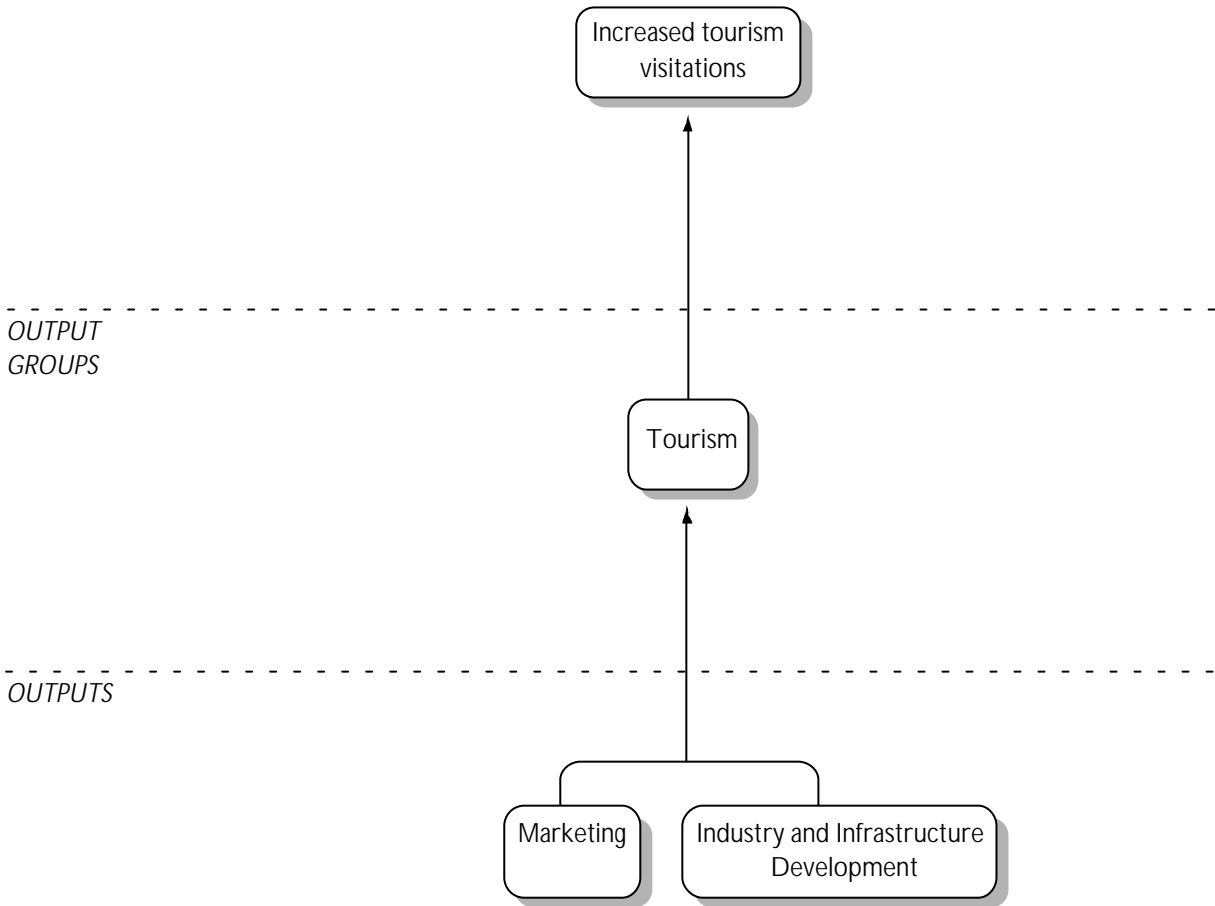 Increased tourism
visitations
OUTPUT
GROUPS
Tourism
OUTPUTS
Marketing
Industry and Infrastructure
Development